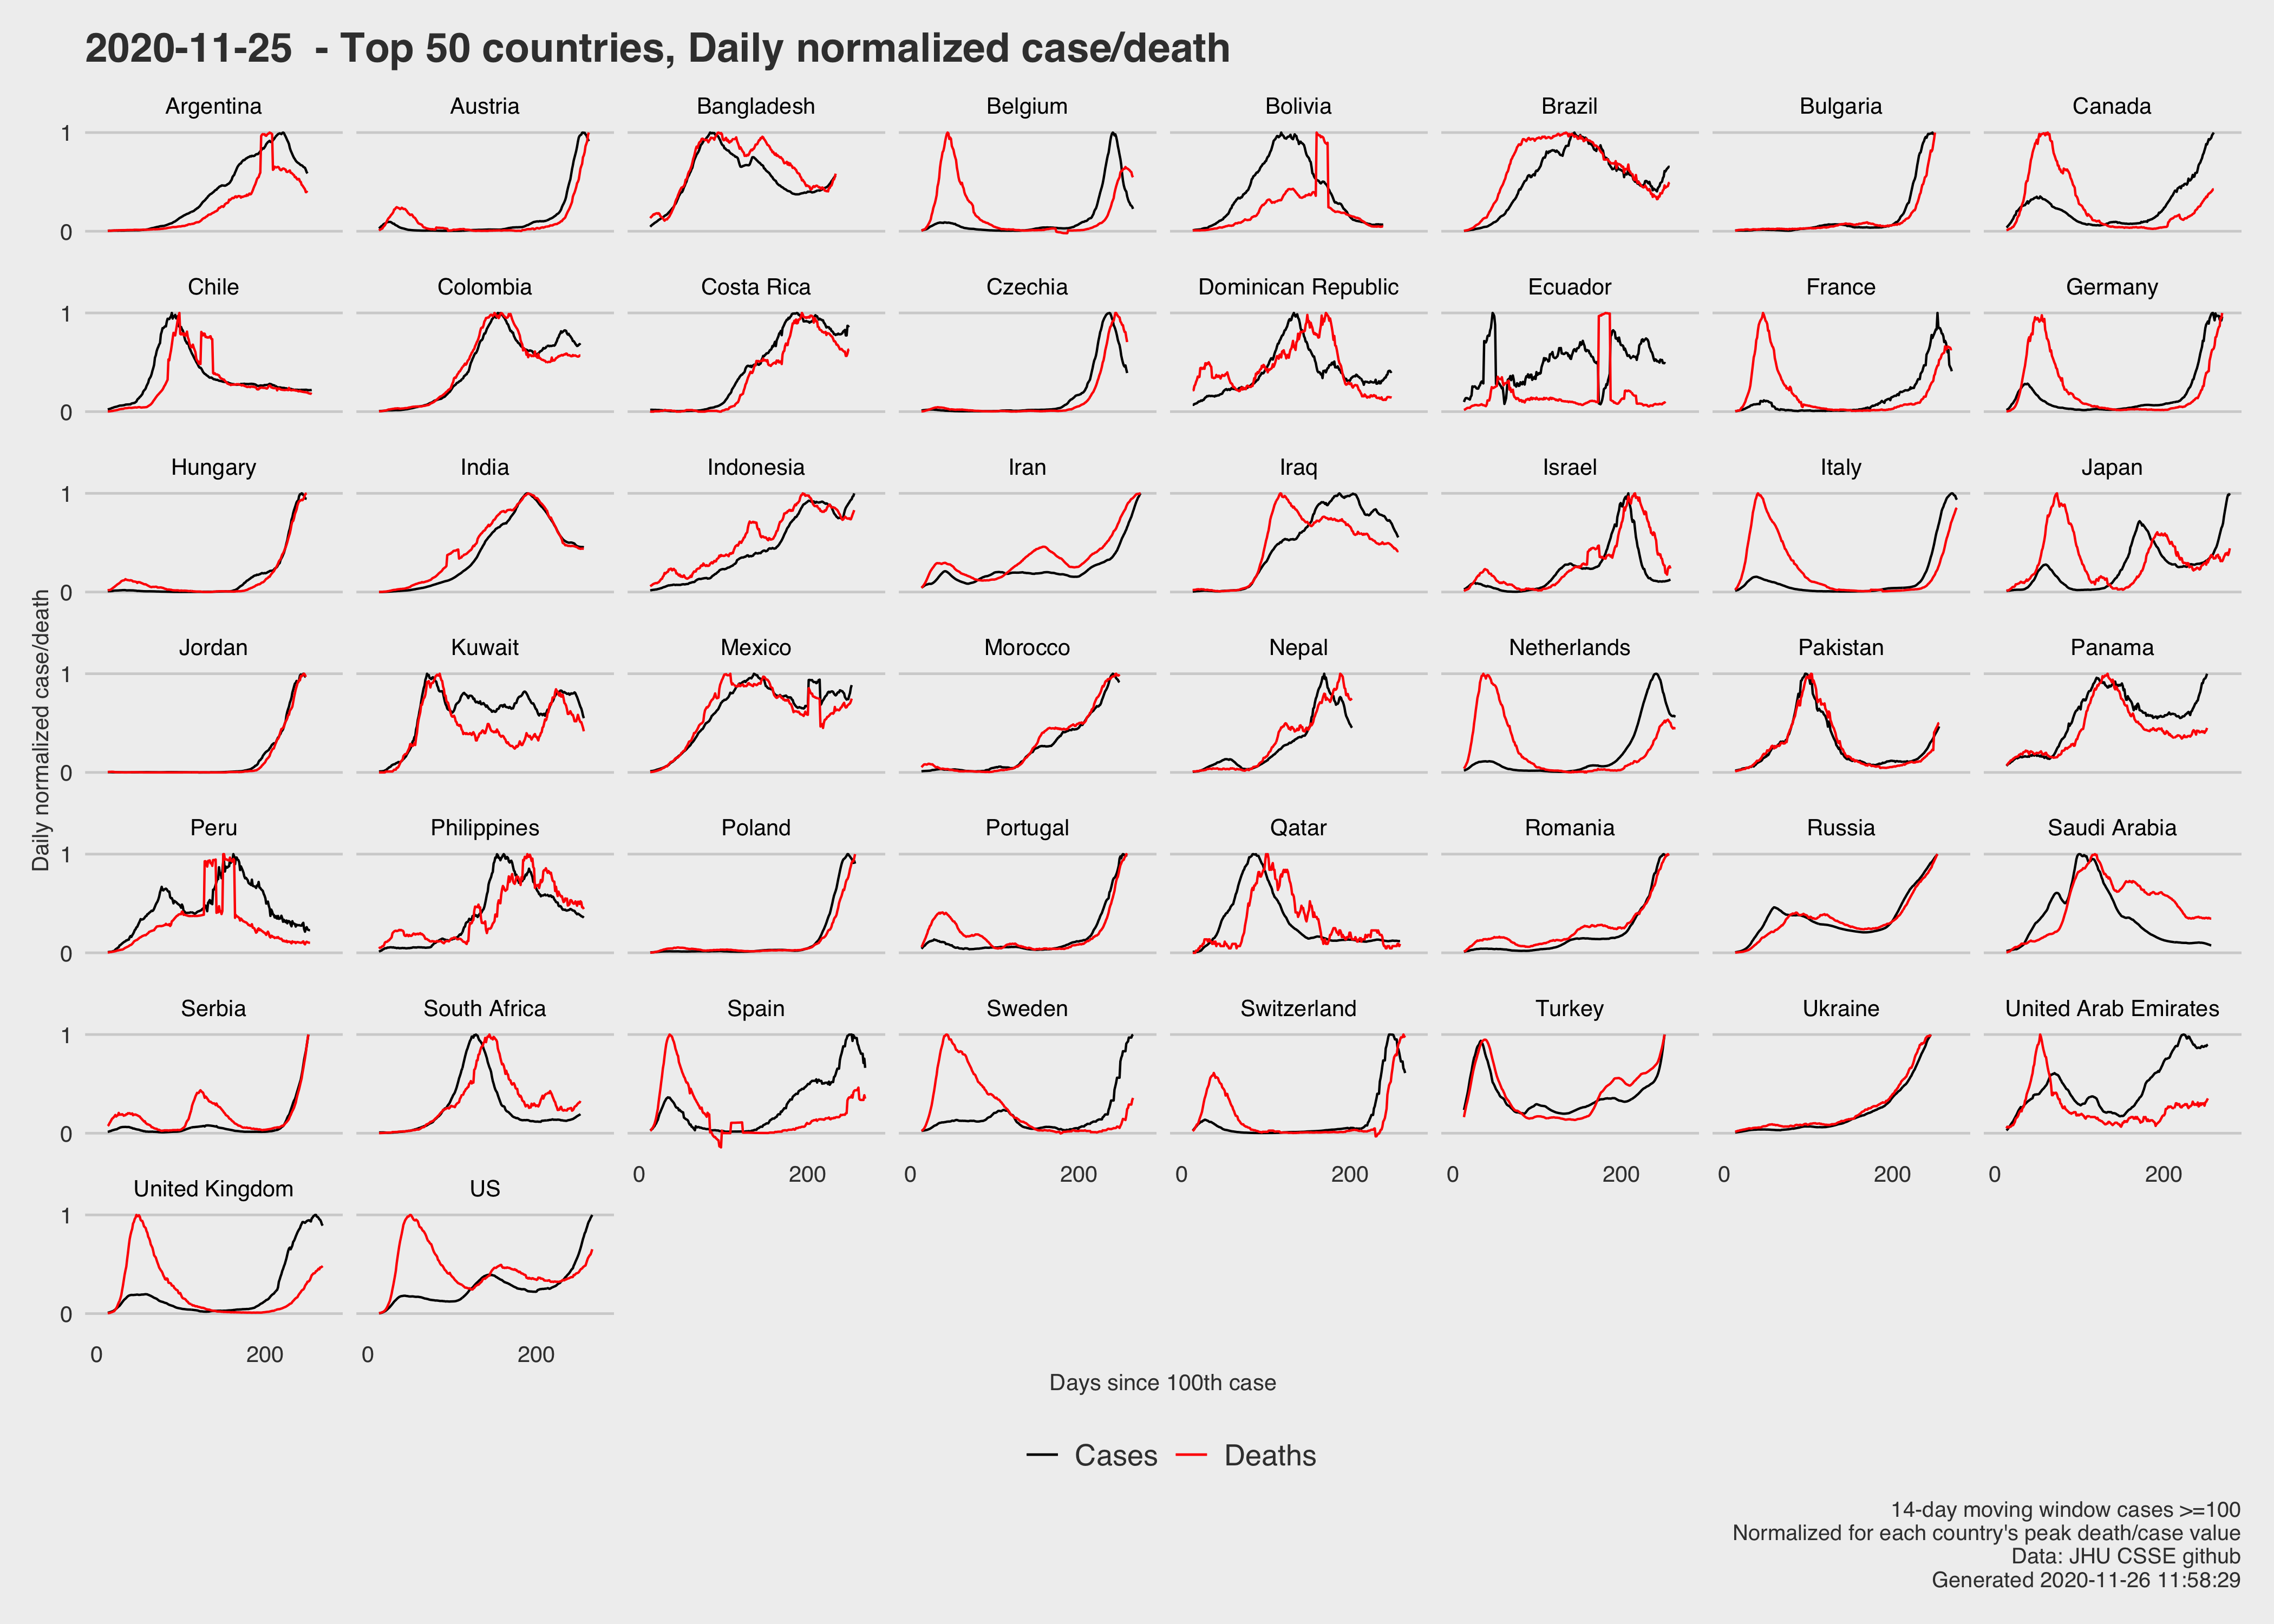 2020-11-25  - Top 50 countries, Daily normalized case/death
Argentina Austria Bangladesh Belgium Bolivia Brazil Bulgaria Canada
1
0
Chile Colombia Costa Rica Czechia Dominican Republic Ecuador France Germany
1
0
Hungary India Indonesia Iran Iraq Israel Italy Japan
1
0
Daily normalized case/death
Jordan Kuwait Mexico Morocco Nepal Netherlands Pakistan Panama
1
0
Peru Philippines Poland Portugal Qatar Romania Russia Saudi Arabia
1
0
Serbia South Africa Spain Sweden Switzerland Turkey Ukraine United Arab Emirates
1
0
0 200 0 200 0 200 0 200 0 200 0 200
United Kingdom US
1
0
0 200 0 200
Days since 100th case
Cases Deaths
14-day moving window cases >=100
Normalized for each country's peak death/case value
Data: JHU CSSE github
Generated 2020-11-26 11:58:29